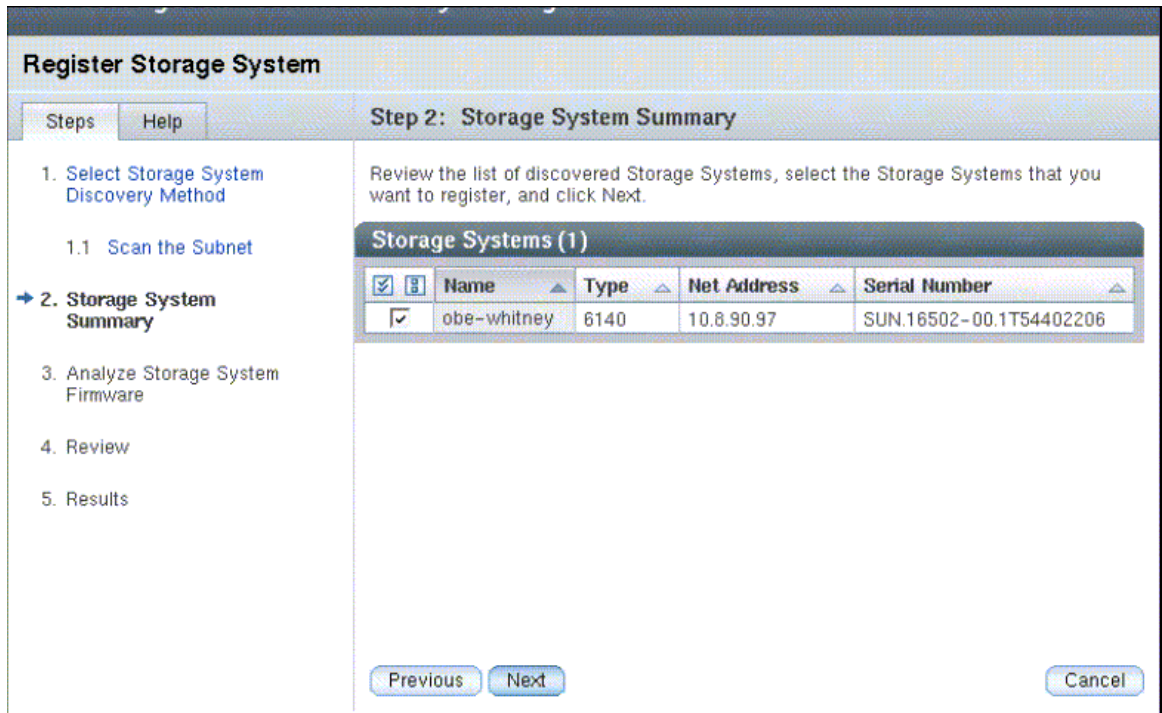 Register Storage System
Steps
Help
1. Select Storage System
Discovery Method
1.1 Scan the Subnet
2. Storage System
Summary
3. Analyze Storage System
Firmware
4. Review
5. Results
Step 2: Storage System Summary
Review the list of discovered Storage Systems, select the Storage Systems that you
want to register, and click Next.
Storage Systems (1)
Name Type Net Address Serial Number
obe-whitney 6140 10.8.90.97 SUN.16502-00.1T54402206
Previous Next Cancel